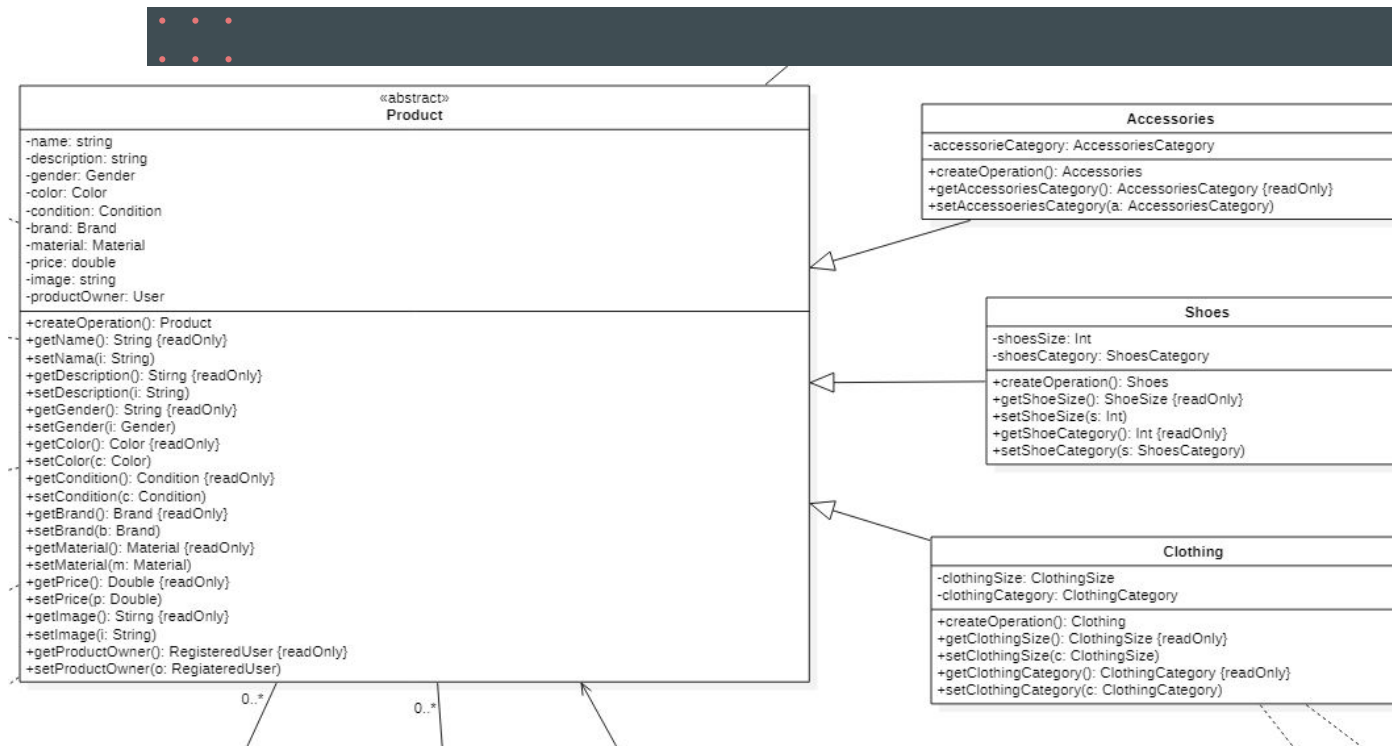 «abstract»
Product
-name: string
-description: string
-gender: Gender
-color: Color
-condition: Condition
-brand: Brand
-material: Material
-price: double
-image: string
-productOwner: User
+createOperation(): Product
+getName(): String {readOnly}
+setNama(i: String)
+getDescription(): Stirng {readOnly}
+setDescription(i: String)
+getGender(): String {readOnly}
+setGender(i: Gender)
+getColor(): Color {readOnly}
+setColor(c: Color)
+getCondition(): Condition {readOnly}
+setCondition(c: Condition)
+getBrand(): Brand {readOnly}
+setBrand(b: Brand)
+getMaterial(): Material {readOnly}
+setMaterial(m: Material)
+getPrice(): Double {readOnly}
+setPrice(p: Double)
+getImage(): Stirng {readOnly}
+setImage(i: String)
+getProductOwner(): RegisteredUser {readOnly}
+setProductOwner(o: RegiateredUser)
0..*
0..*
Accessories
-accessorieCategory: AccessoriesCategory
+createOperation(): Accessories
+getAccessoriesCategory(): AccessoriesCategory {readOnly}
+setAccessoeriesCategory(a: AccessoriesCategory)
Shoes
-shoesSize: Int
-shoesCategory: ShoesCategory
+createOperation(): Shoes
+getShoeSize(): ShoeSize {readOnly}
+setShoeSize(s: Int)
+getShoeCategory(): Int {readOnly}
+setShoeCategory(s: ShoesCategory)
Clothing
-clothingSize: ClothingSize
-clothingCategory: ClothingCategory
+createOperation(): Clothing
+getClothingSize(): ClothingSize {readOnly}
+setClothingSize(c: ClothingSize)
+getClothingCategory(): ClothingCategory {readOnly}
+setClothingCategory(c: ClothingCategory)